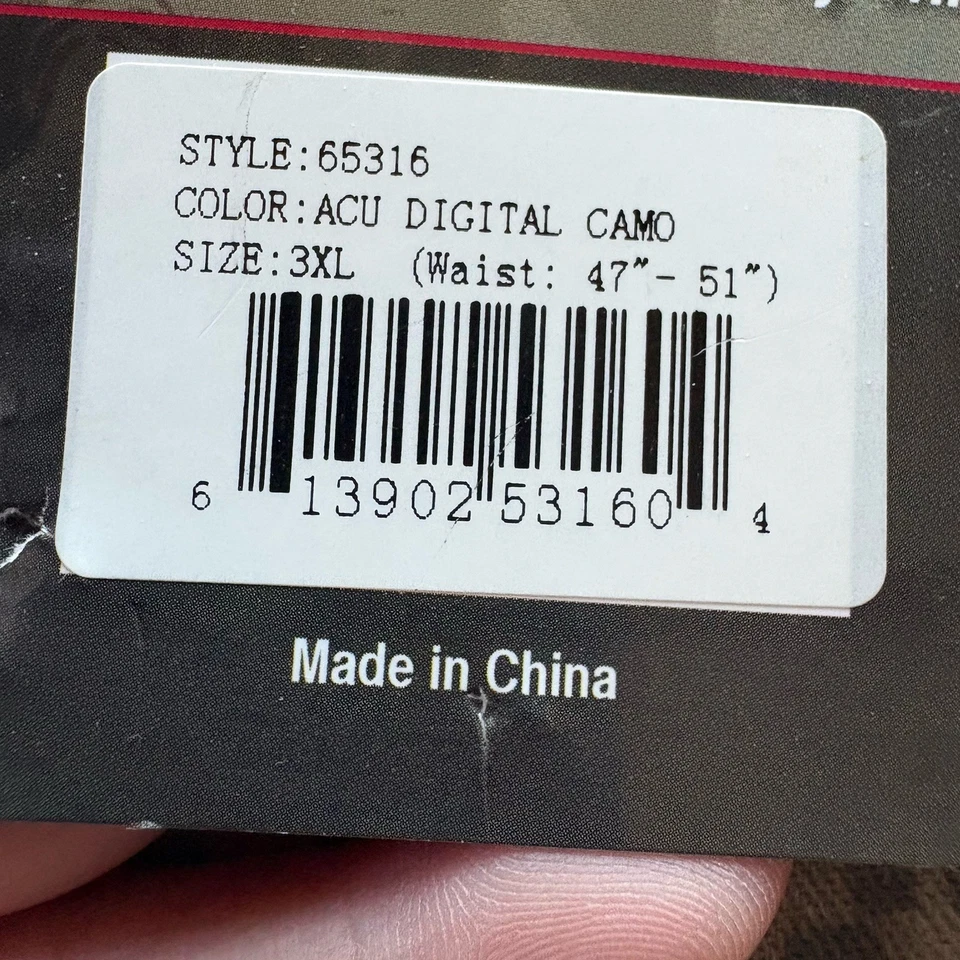 STYLE:65316
COLOR:ACU DIGITAL CAMO
SIZE:3XL (Waist: 47"- 51")
6 13902 53160 4
Made in China